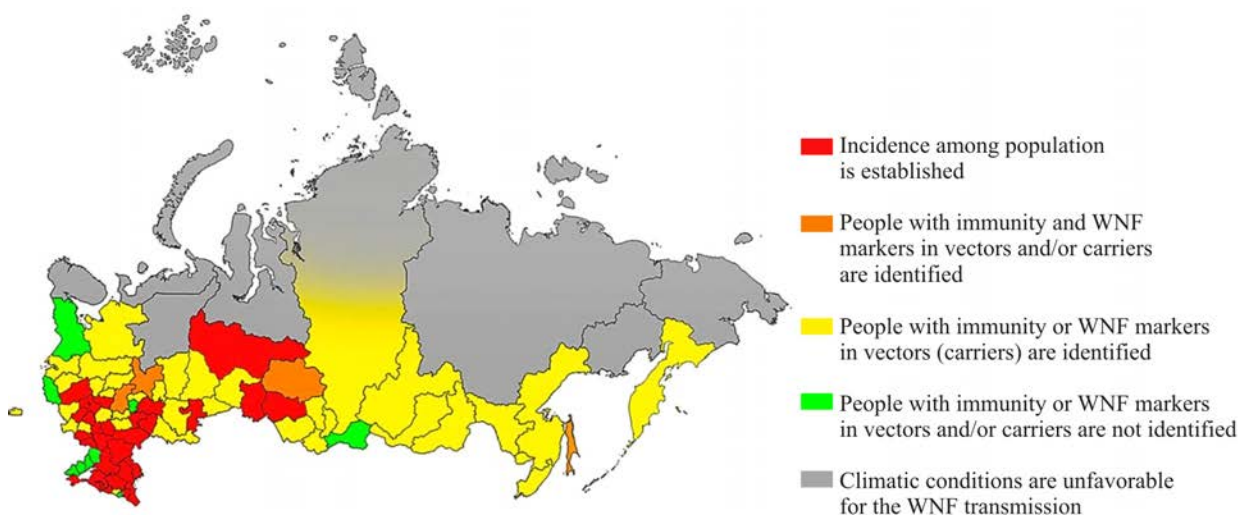 Incidence among population
is established
People with immunity and WNF
markers in vectors and/or carriers
are identified
People with immunity or WNF markers
in vectors (carriers) are identified
People with immunity or WNF markers
in vectors and/or carriers are not identified
Climatic conditions are unfavorable
for the WNF transmission